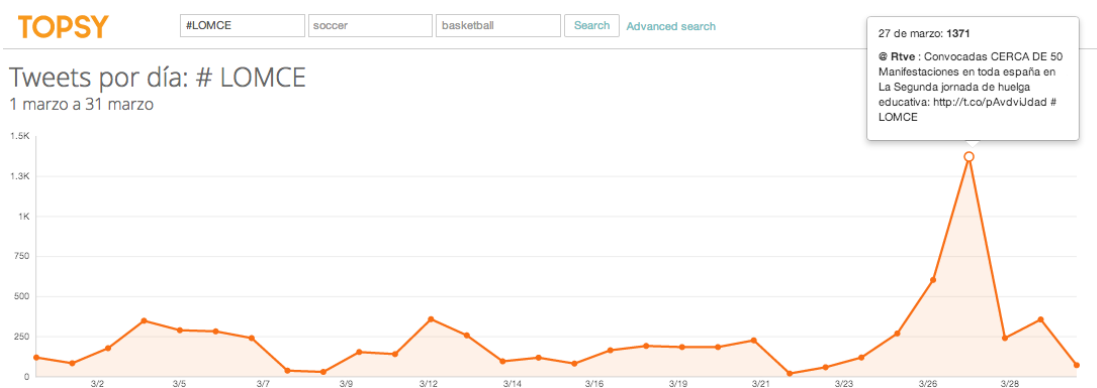 TOPSY
#LOMCE soccer basketball Search Advanced search
27 de marzo: 1371
@ Rtve : Convocadas CERCA DE 50
Manifestaciones en toda españa en
La Segunda jornada de huelga
educativa: http://t.co/pAvdviJdad #
LOMCE
Tweets por día: # LOMCE
1 marzo a 31 marzo
1.5K
1.3K
1K
750
500
250
0
3/2 3/5 3/7 3/9 3/12 3/14 3/16 3/19 3/21 3/23 3/26 3/28